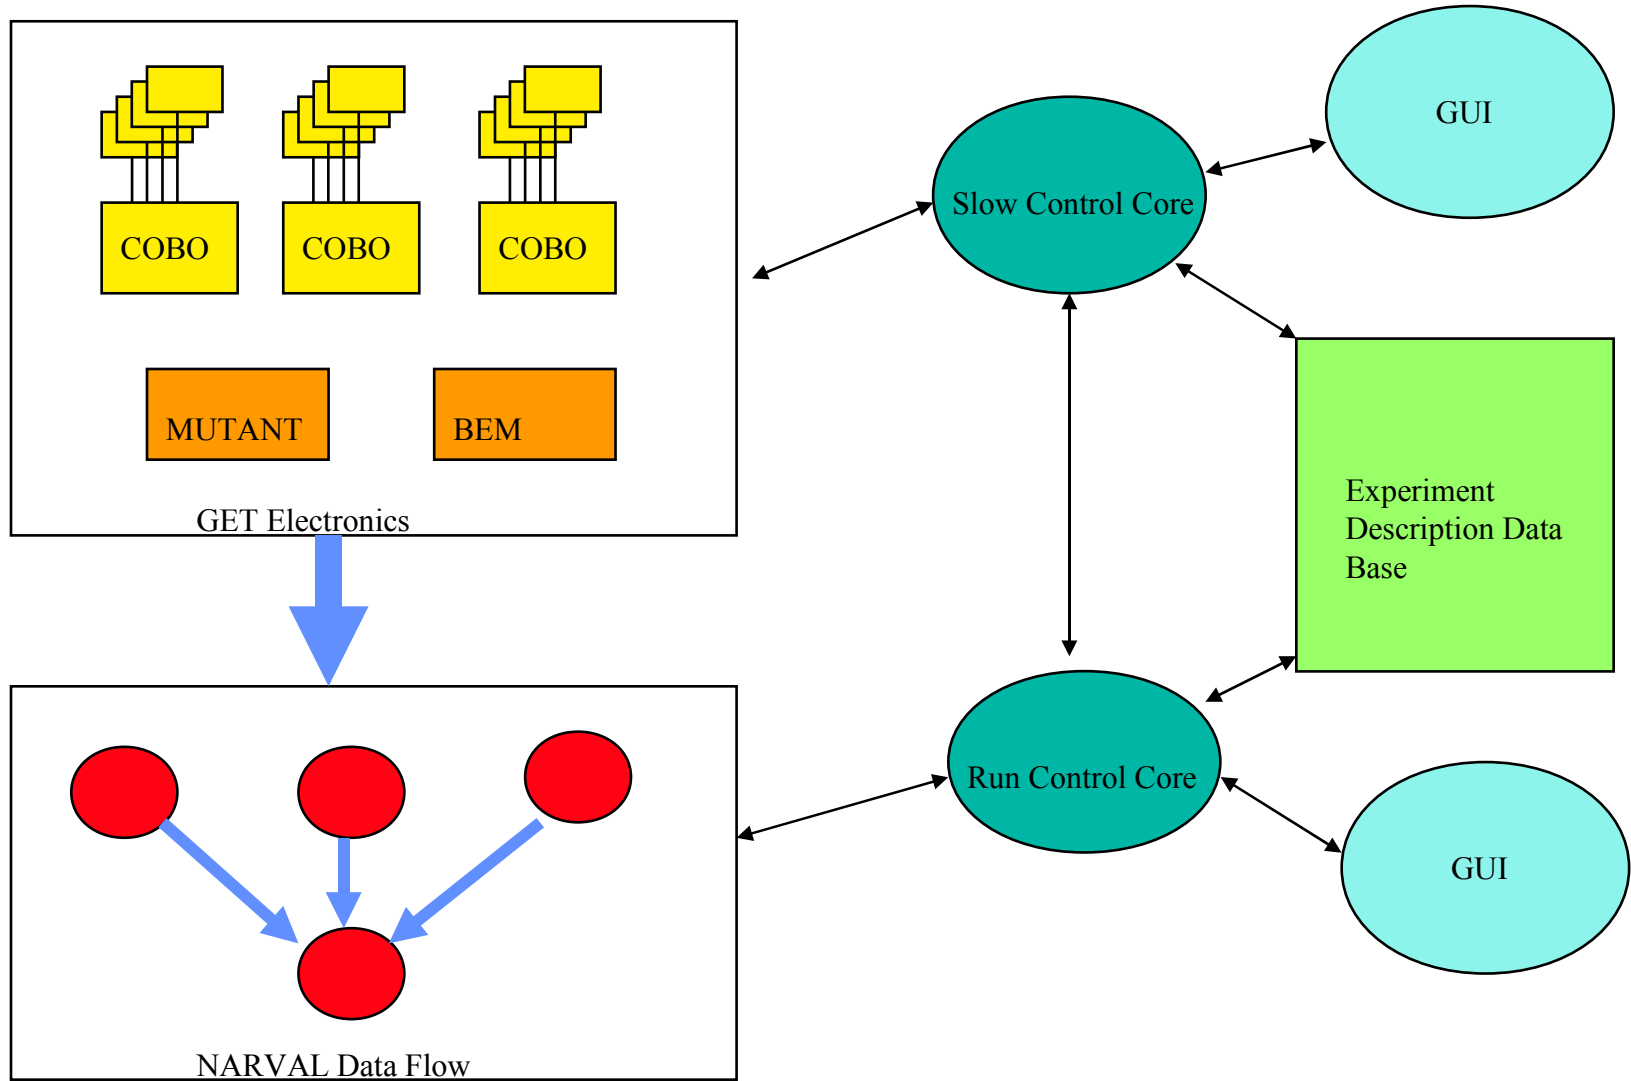 GUI
Slow Control Core
COBO
COBO
COBO
MUTANT
BEM
GET Electronics
Experiment
Description Data
Base
Run Control Core
GUI
NARVAL Data Flow